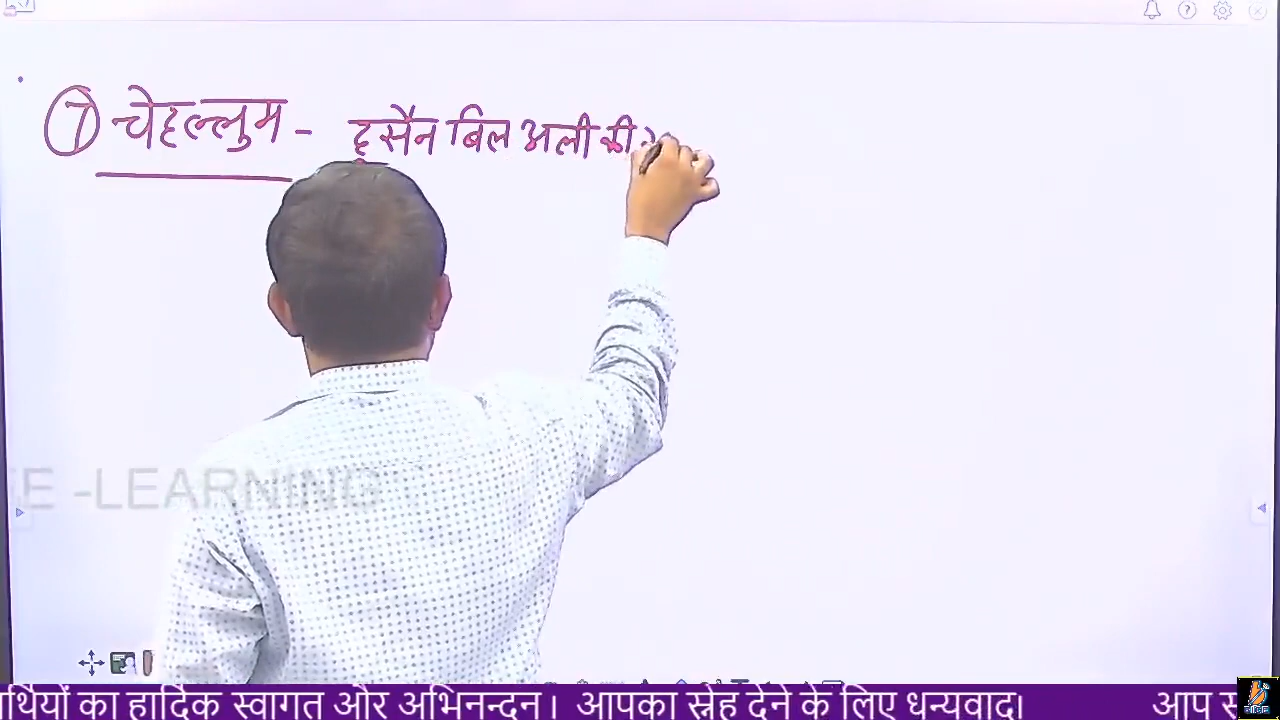 7 चेहल्लुम - हुसैन बिल अली की
E -LEARNING
र्थियों का हार्दिक स्वागत और अभिनन्दन। आपका स्नेह देने के लिए धन्यवाद। आप स